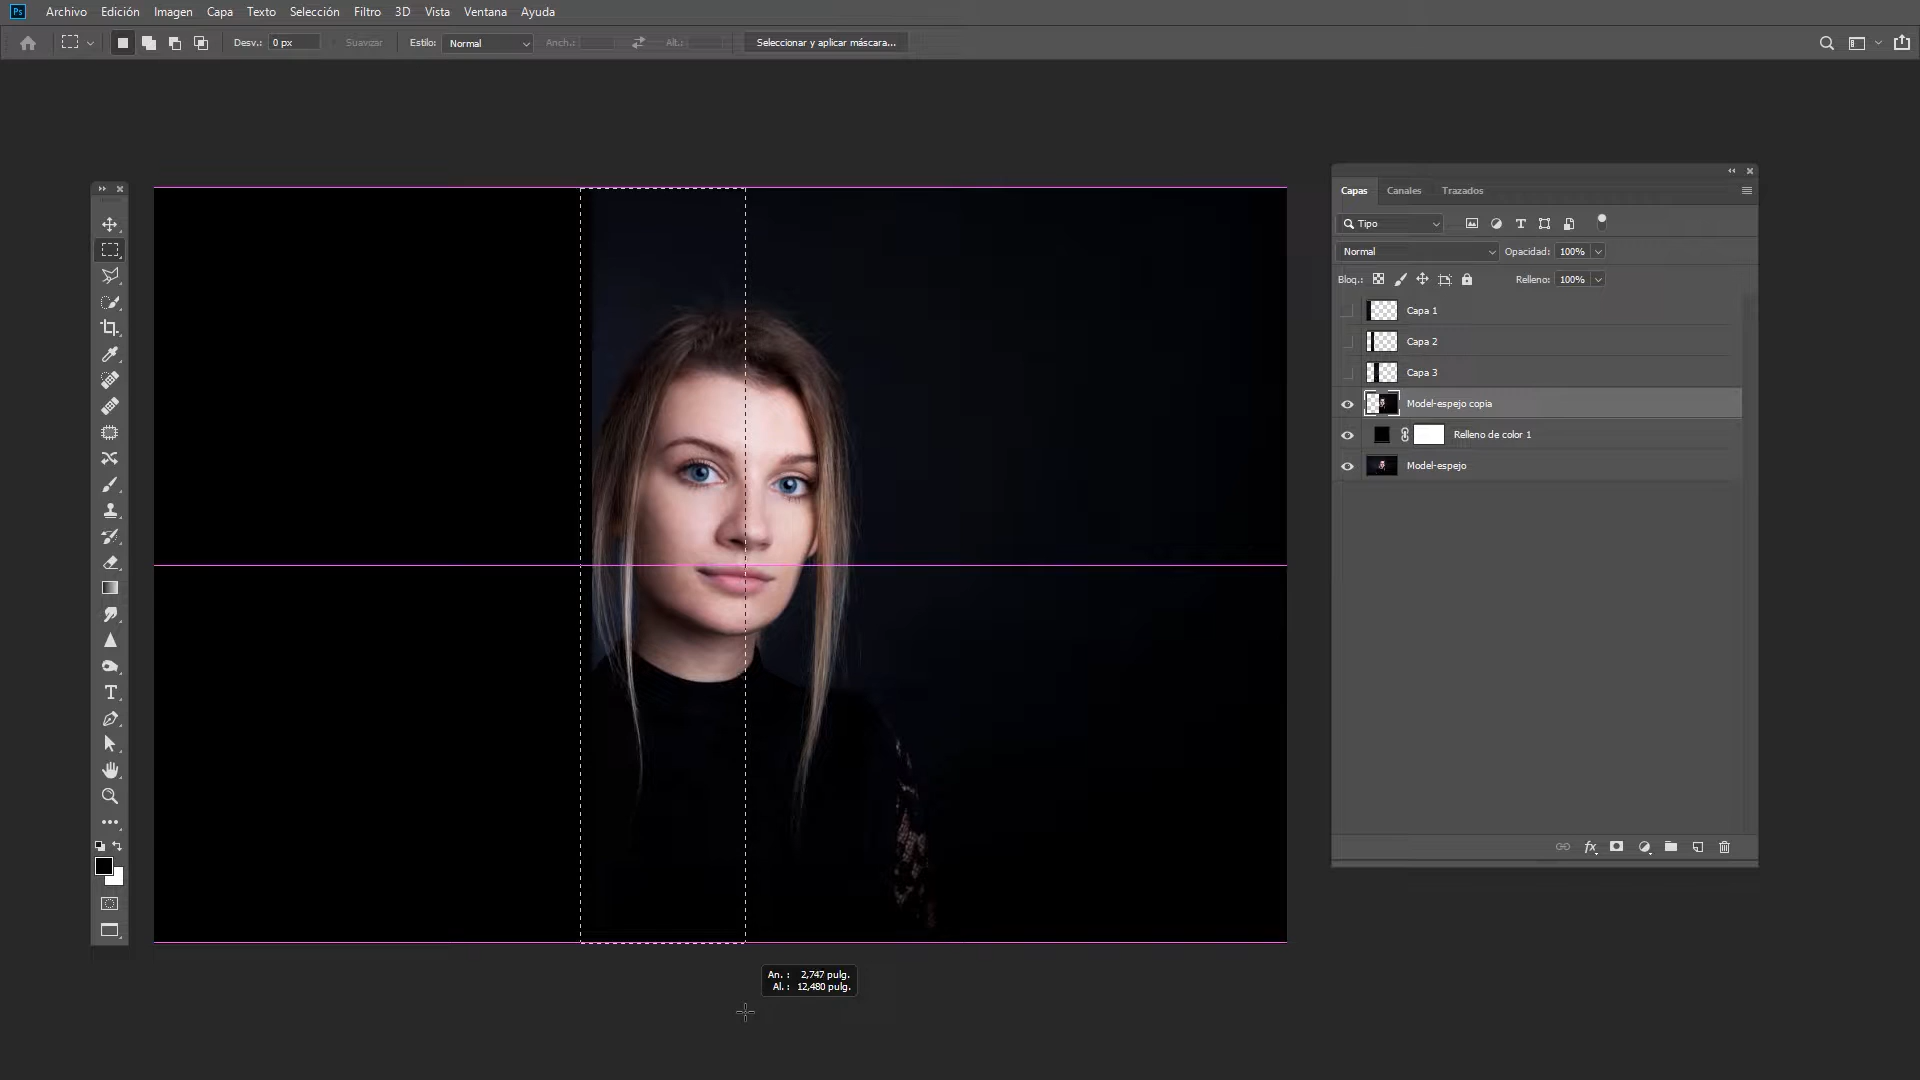 Ps Archivo Edición Imagen Capa Texto Selección Filtro 3D Vista Ventana Ayuda
Desv.: 0 px Suavizar Estilo: Normal Anch.: Alt.: Seleccionar y aplicar máscara...
Capas Canales Trazados
Tipo
Normal Opacidad: 100%
Bloq.: Relleno: 100%
Capa 1
Capa 2
Capa 3
Model-espejo copia
Relleno de color 1
Model-espejo
fx
An. : 2,747 pulg.
Al. : 12,480 pulg.